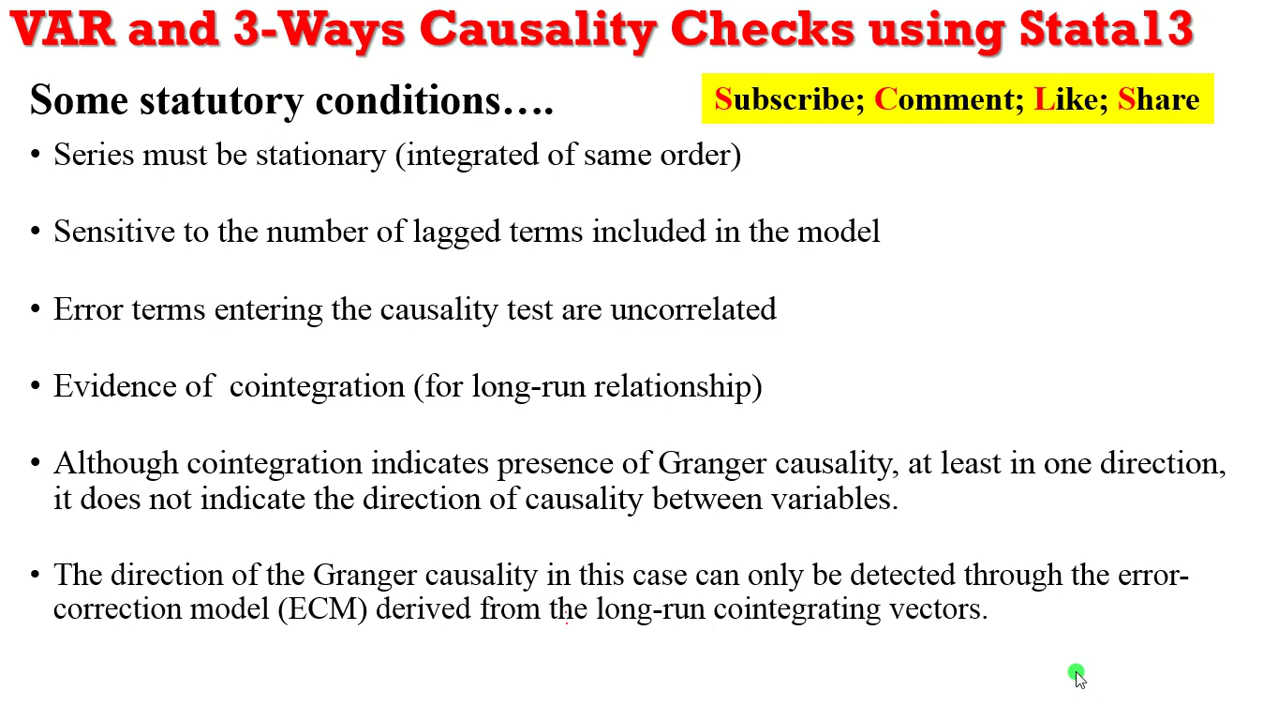 VAR and 3-Ways Causality Checks using Stata13
Some statutory conditions….
Subscribe; Comment; Like; Share
• Series must be stationary (integrated of same order)
• Sensitive to the number of lagged terms included in the model
• Error terms entering the causality test are uncorrelated
• Evidence of  cointegration (for long-run relationship)
• Although cointegration indicates presence of Granger causality, at least in one direction,
it does not indicate the direction of causality between variables.
• The direction of the Granger causality in this case can only be detected through the error-
correction model (ECM) derived from the long-run cointegrating vectors.